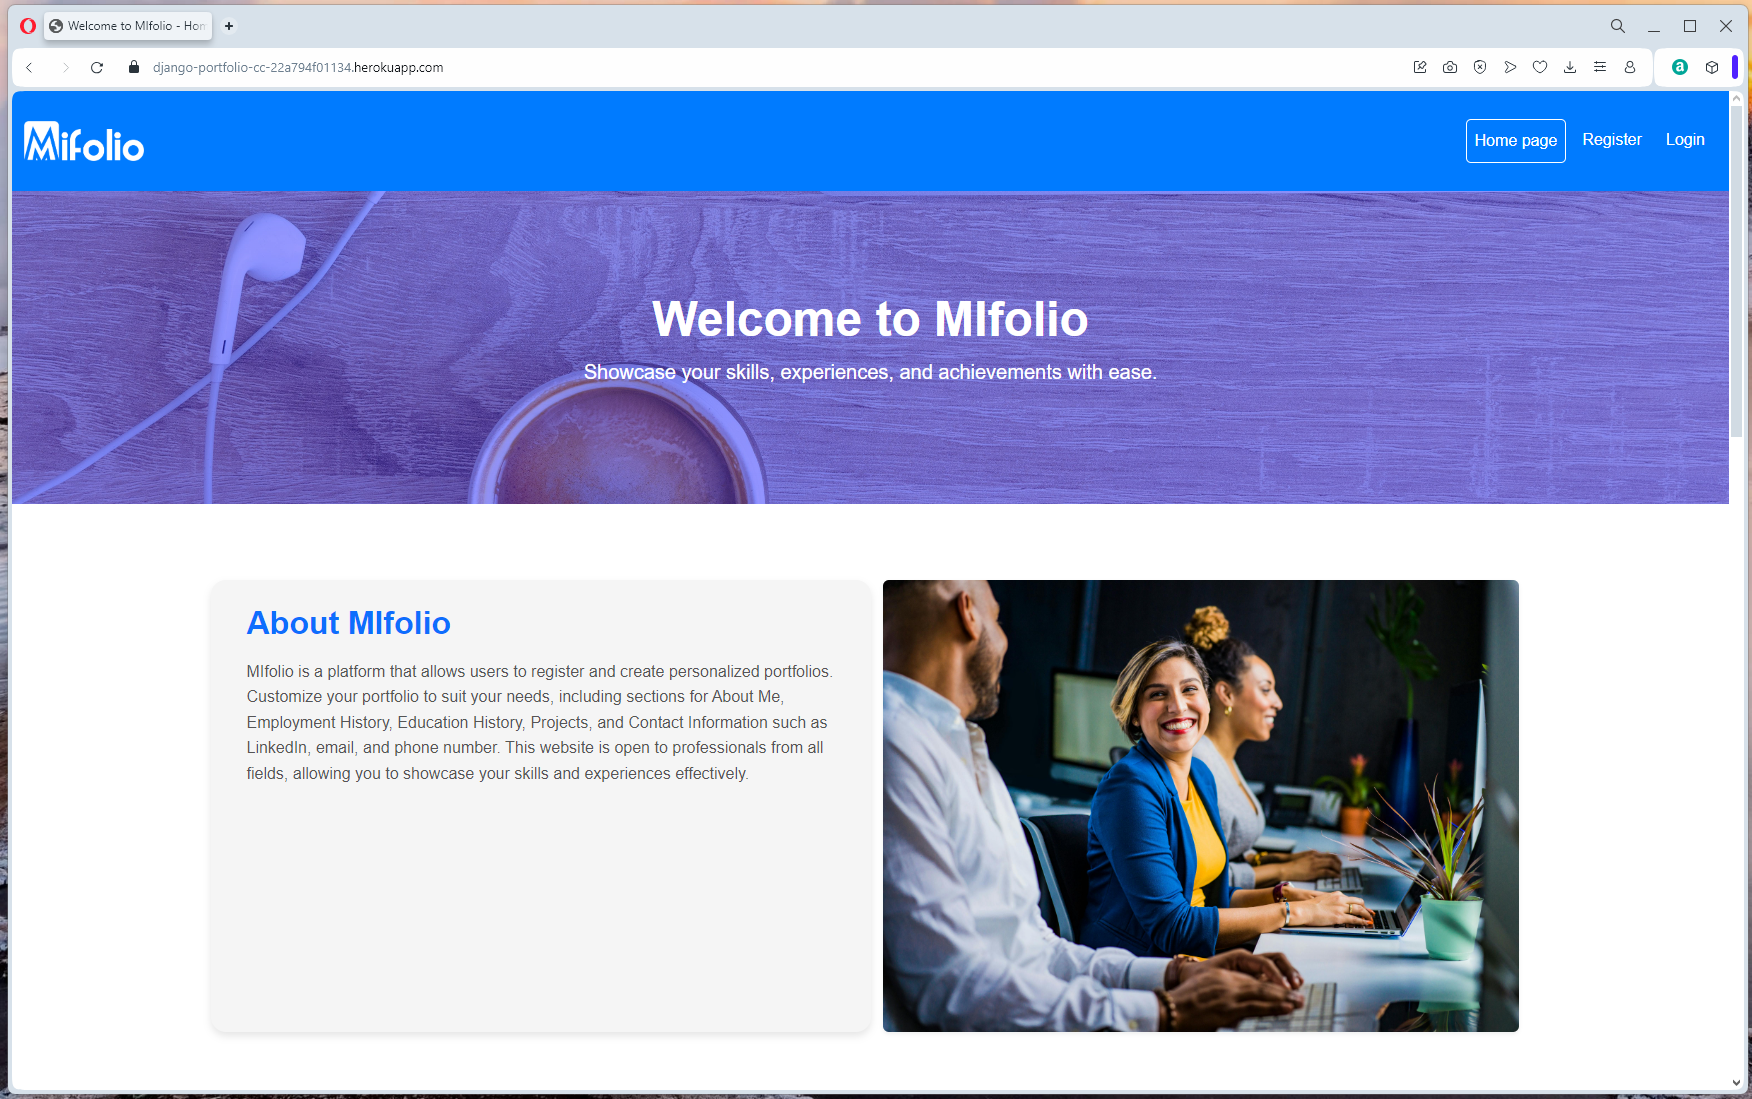 Welcome to MIfolio - Hom
django-portfolio-cc-22a794f01134.herokuapp.com
Mifolio
Home page
Register
Login
Welcome to MIfolio
Showcase your skills, experiences, and achievements with ease.
About MIfolio
MIfolio is a platform that allows users to register and create personalized portfolios.
Customize your portfolio to suit your needs, including sections for About Me,
Employment History, Education History, Projects, and Contact Information such as
LinkedIn, email, and phone number. This website is open to professionals from all
fields, allowing you to showcase your skills and experiences effectively.